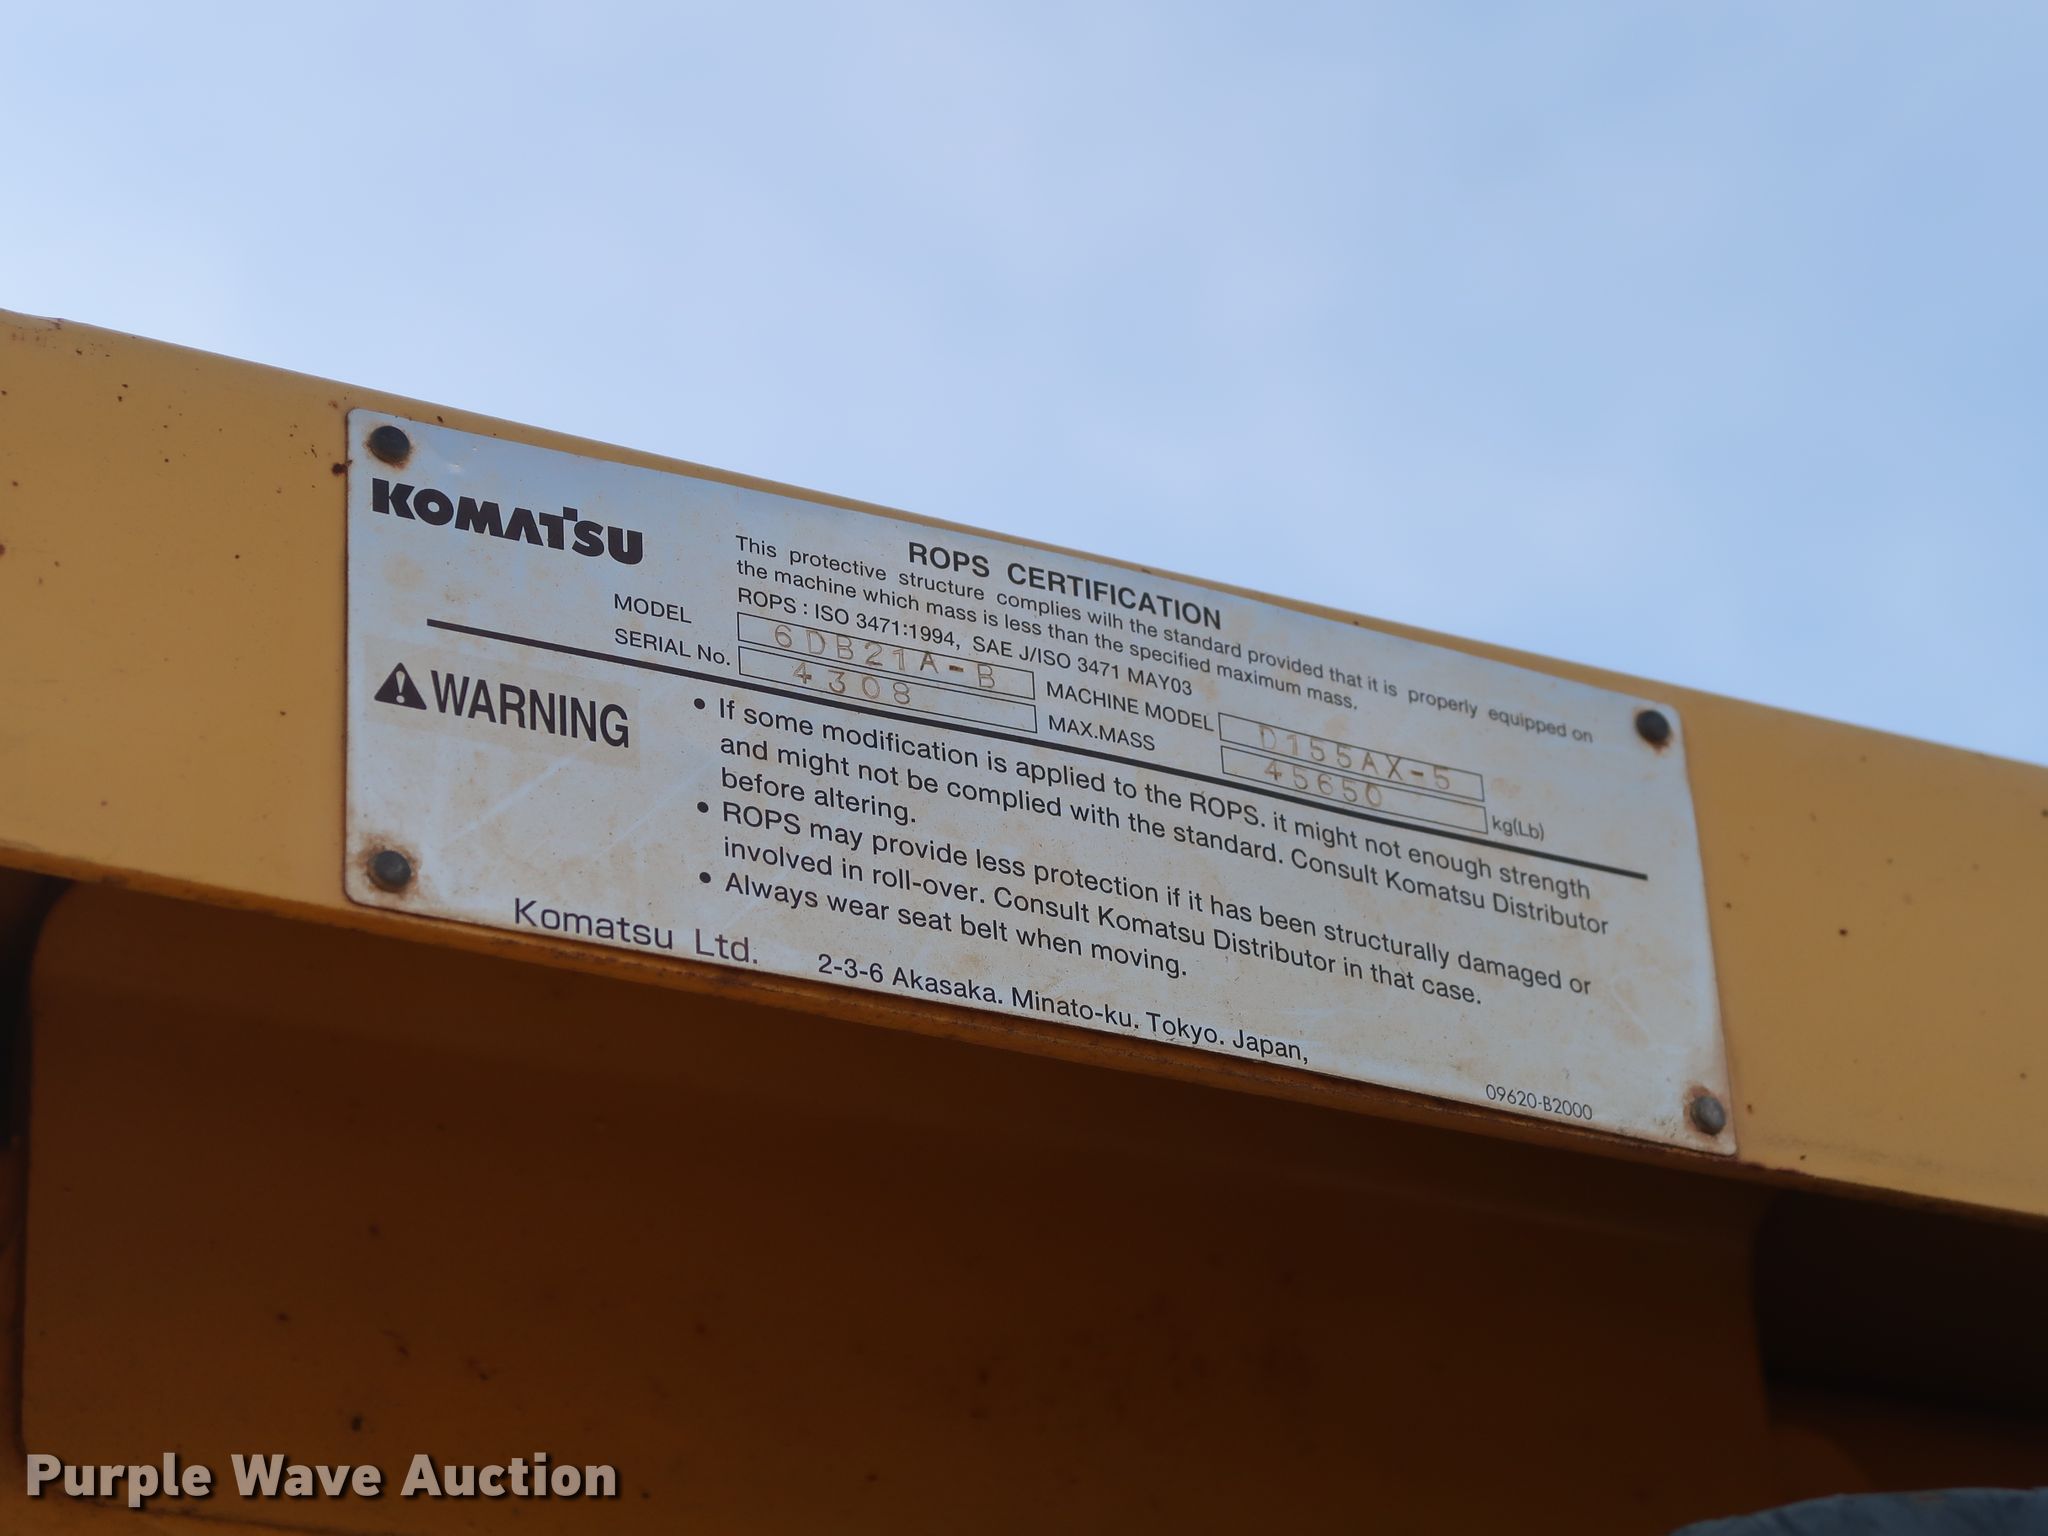 KOMATSU
ROPS CERTIFICATION
This protective structure complies wilh the standard provided that it is properly equipped on
the machine which mass is less than the specified maximum mass.
ROPS : ISO 3471:1994, SAE J/ISO 3471 MAY03
MODEL 6DB21A-B MACHINE MODEL D155AX-5
SERIAL No. 4308 MAX.MASS 45650 kg(Lb)
WARNING
• If some modification is applied to the ROPS. it might not enough strength
and might not be complied with the standard. Consult Komatsu Distributor
before altering.
• ROPS may provide less protection if it has been structurally damaged or
involved in roll-over. Consult Komatsu Distributor in that case.
• Always wear seat belt when moving.
Komatsu Ltd. 2-3-6 Akasaka. Minato-ku. Tokyo. Japan,
09620-B2000
Purple Wave Auction